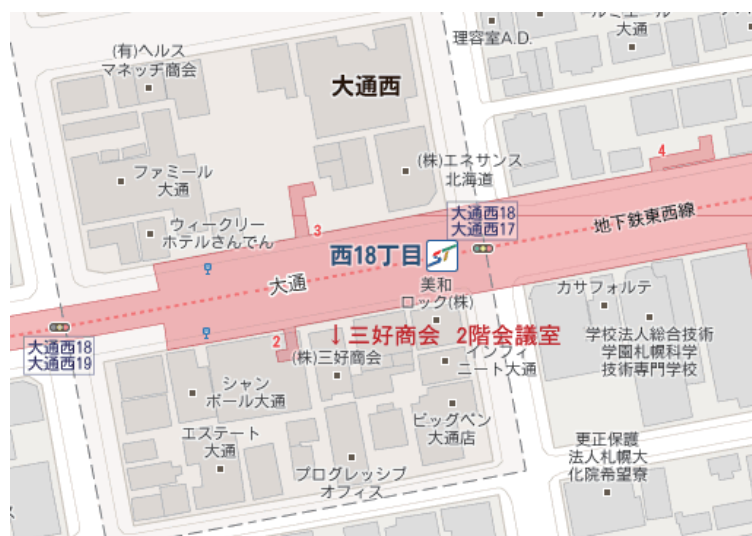 ルミエール
大通
理容室A.D.
(有)ヘルス
マネッヂ商会
大通西
4
(株)エネサンス
北海道
ファミール
大通
大通西18
大通西17
地下鉄東西線
ウィークリー
ホテルさんでん
3
西18丁目
ST
大通
美和
ロック(株)
カサフォルテ
大通西18
大通西19
2
↓三好商会 2階会議室
(株)三好商会
インフィ
ニート大通
学校法人総合技術
学園札幌科学
技術専門学校
シャン
ボール大通
ビッグペン
大通店
エステート
大通
プログレッシブ
オフィス
更正保護
法人札幌大
化院希望寮